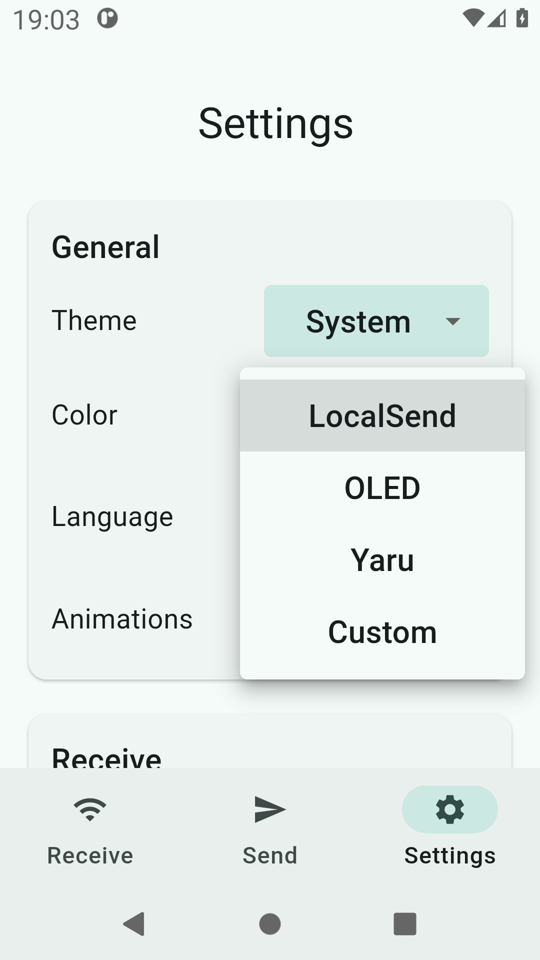 19:03
Settings
General
Theme
System
Color
LocalSend
OLED
Language
Yaru
Animations
Custom
Receive
Receive
Send
Settings